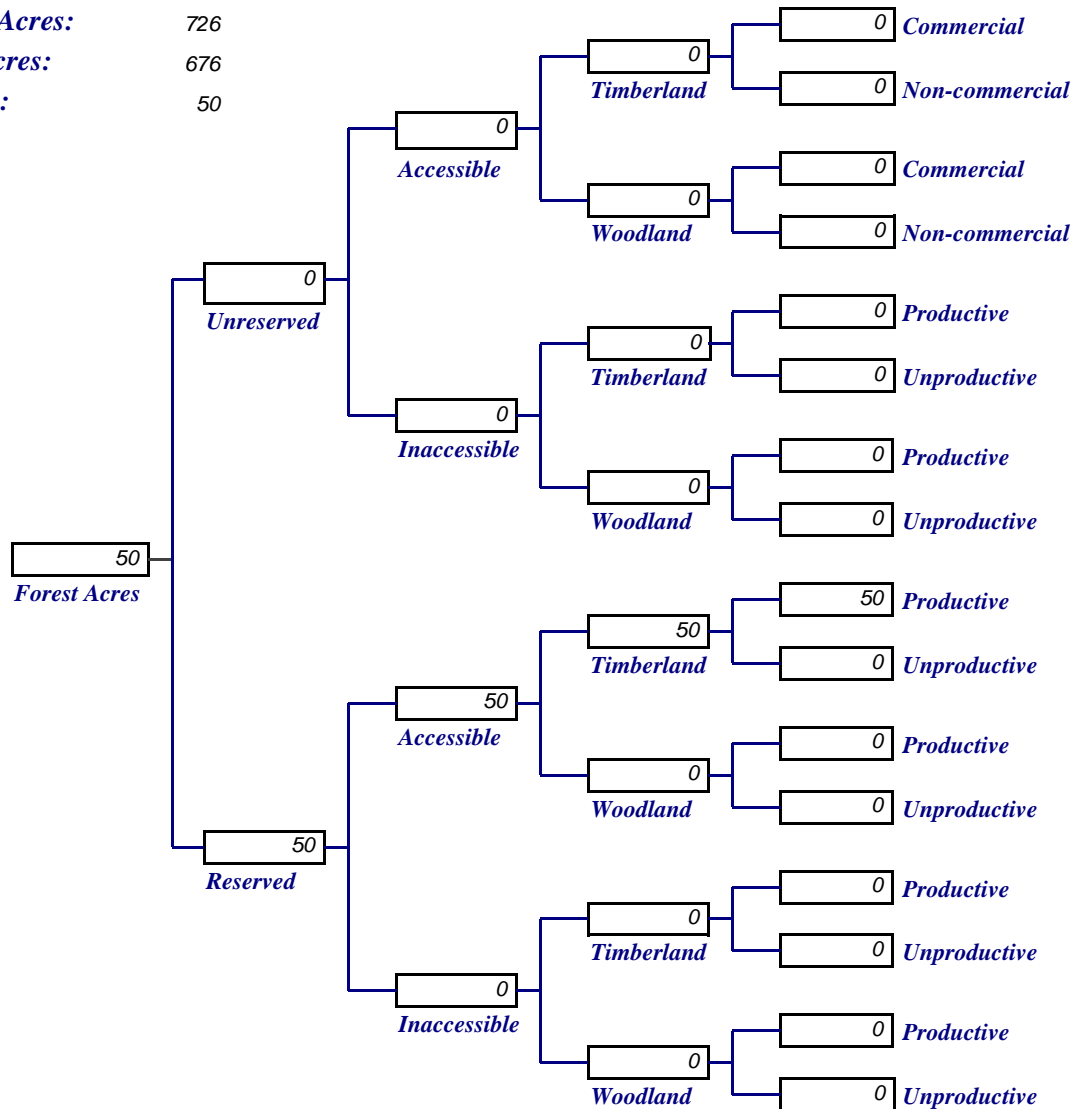 Acres: 726
acres: 676
: 50
0 Commercial
0
Timberland
0 Non-commercial
0
Accessible
0 Commercial
0
Woodland
0 Non-commercial
0
Unreserved
0 Productive
0
Timberland
0 Unproductive
0
Inaccessible
0 Productive
0
Woodland
0 Unproductive
50
Forest Acres
50 Productive
50
Timberland
0 Unproductive
50
Accessible
0 Productive
0
Woodland
0 Unproductive
50
Reserved
0 Productive
0
Timberland
0 Unproductive
0
Inaccessible
0 Productive
0
Woodland
0 Unproductive